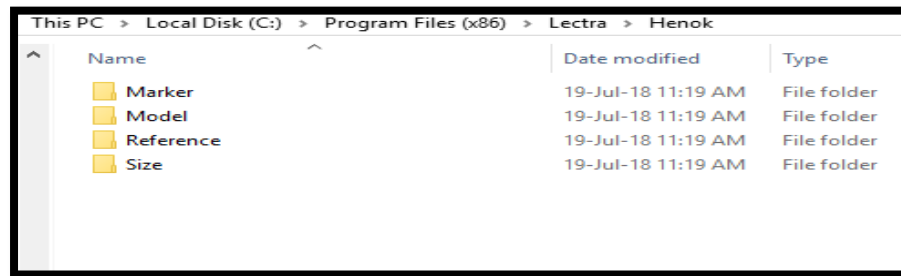 This PC > Local Disk (C:) > Program Files (x86) > Lectra > Henok
Name Date modified Type
Marker 19-Jul-18 11:19 AM File folder
Model 19-Jul-18 11:19 AM File folder
Reference 19-Jul-18 11:19 AM File folder
Size 19-Jul-18 11:19 AM File folder